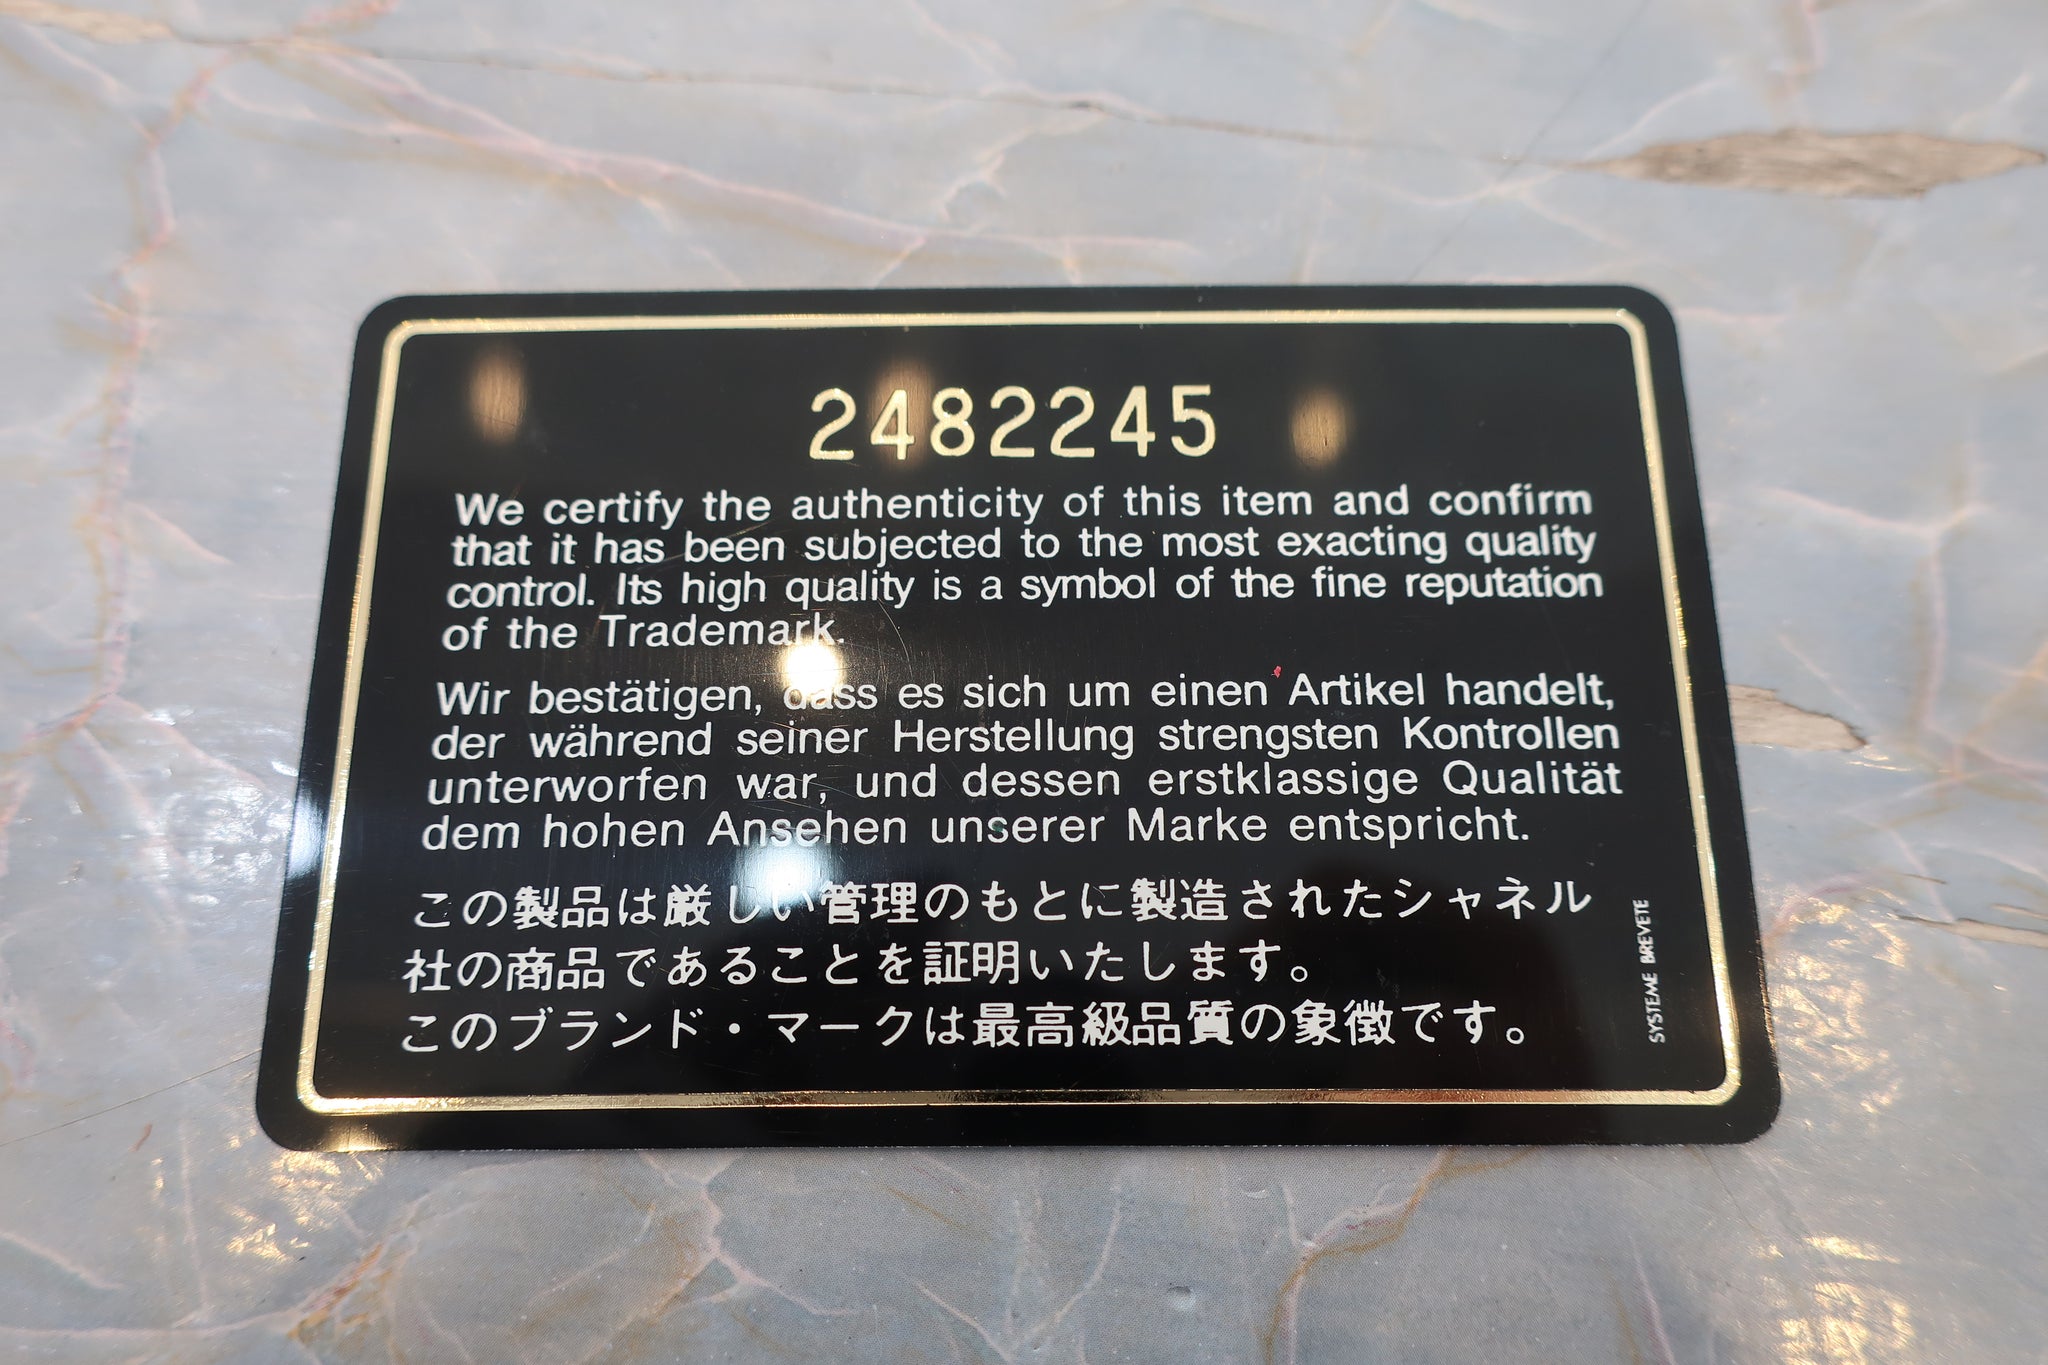 2482245
We certify the authenticity of this item and confirm
that it has been subjected to the most exacting quality
control. Its high quality is a symbol of the fine reputation
of the Trademark.
Wir bestätigen, dass es sich um einen Artikel handelt,
der während seiner Herstellung strengsten Kontrollen
unterworfen war, und dessen erstklassige Qualität
dem hohen Ansehen unserer Marke entspricht.
この製品は厳しい管理のもとに製造されたシャネル
社の商品であることを証明いたします。
このブランド・マークは最高級品質の象徴です。
SYSTEME BREVETE